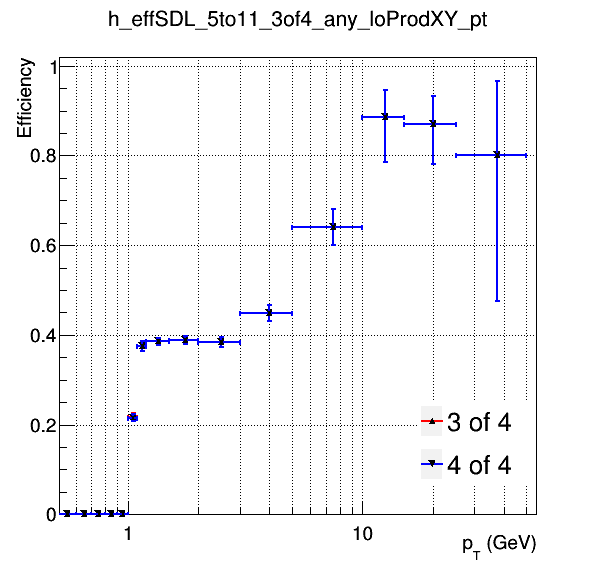 h_effSDL_5to11_3of4_any_loProdXY_pt
Efficiency
1
0.8
0.6
0.4
0.2
0
3 of 4
4 of 4
1
10
p_T (GeV)